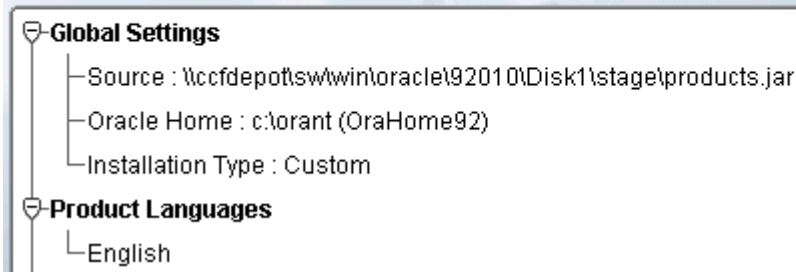 Global Settings
Source : \\ccfdepot\sw\win\oracle\92010\Disk1\stage\products.jar
Oracle Home : c:\orant (OraHome92)
Installation Type : Custom
Product Languages
English